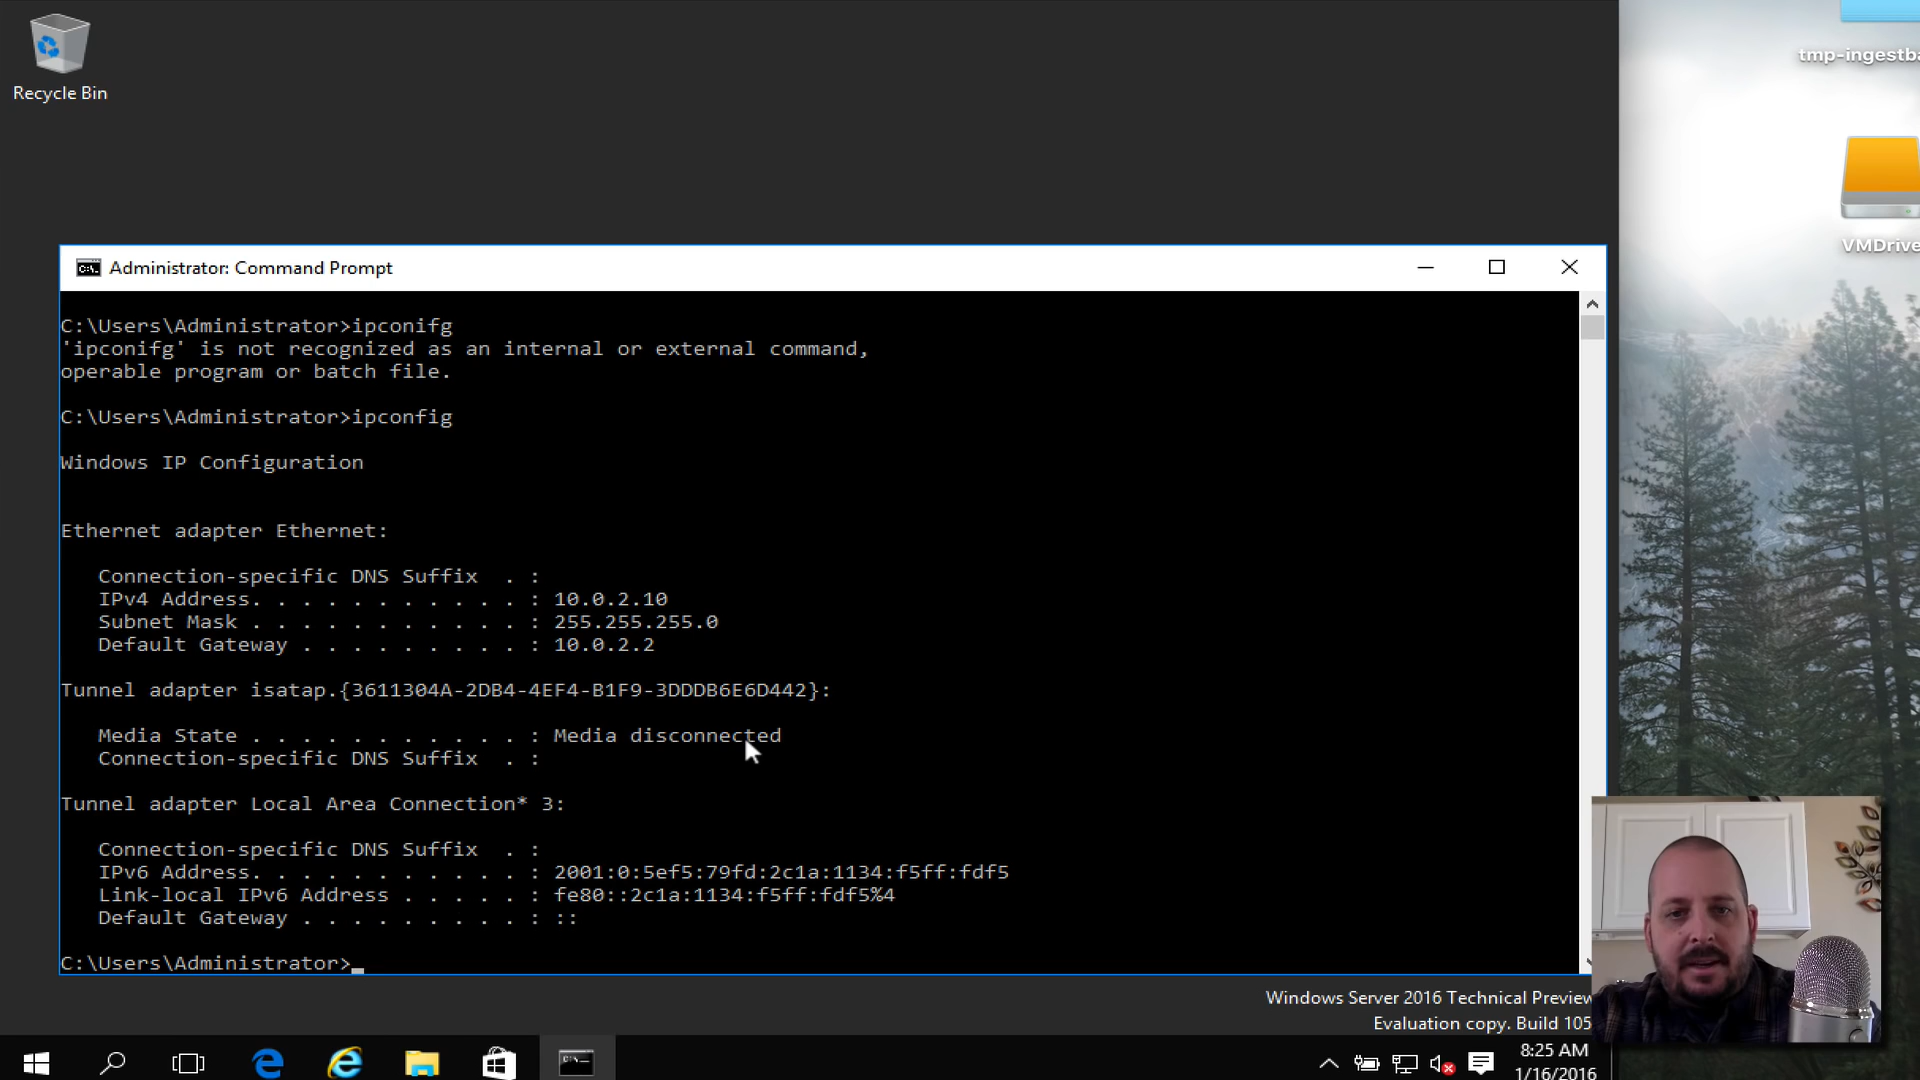 Recycle Bin
tmp-ingestba
VMDrive
Administrator: Command Prompt
C:\Users\Administrator>ipconifg
'ipconifg' is not recognized as an internal or external command,
operable program or batch file.
C:\Users\Administrator>ipconfig
Windows IP Configuration
Ethernet adapter Ethernet:
Connection-specific DNS Suffix  . :
IPv4 Address. . . . . . . . . . . : 10.0.2.10
Subnet Mask . . . . . . . . . . . : 255.255.255.0
Default Gateway . . . . . . . . . : 10.0.2.2
Tunnel adapter isatap.{3611304A-2DB4-4EF4-B1F9-3DDDB6E6D442}:
Media State . . . . . . . . . . . : Media disconnected
Connection-specific DNS Suffix  . :
Tunnel adapter Local Area Connection* 3:
Connection-specific DNS Suffix  . :
IPv6 Address. . . . . . . . . . . : 2001:0:5ef5:79fd:2c1a:1134:f5ff:fdf5
Link-local IPv6 Address . . . . . : fe80::2c1a:1134:f5ff:fdf5%4
Default Gateway . . . . . . . . . : ::
C:\Users\Administrator>
Windows Server 2016 Technical Preview
Evaluation copy. Build 105
8:25 AM
1/16/2016